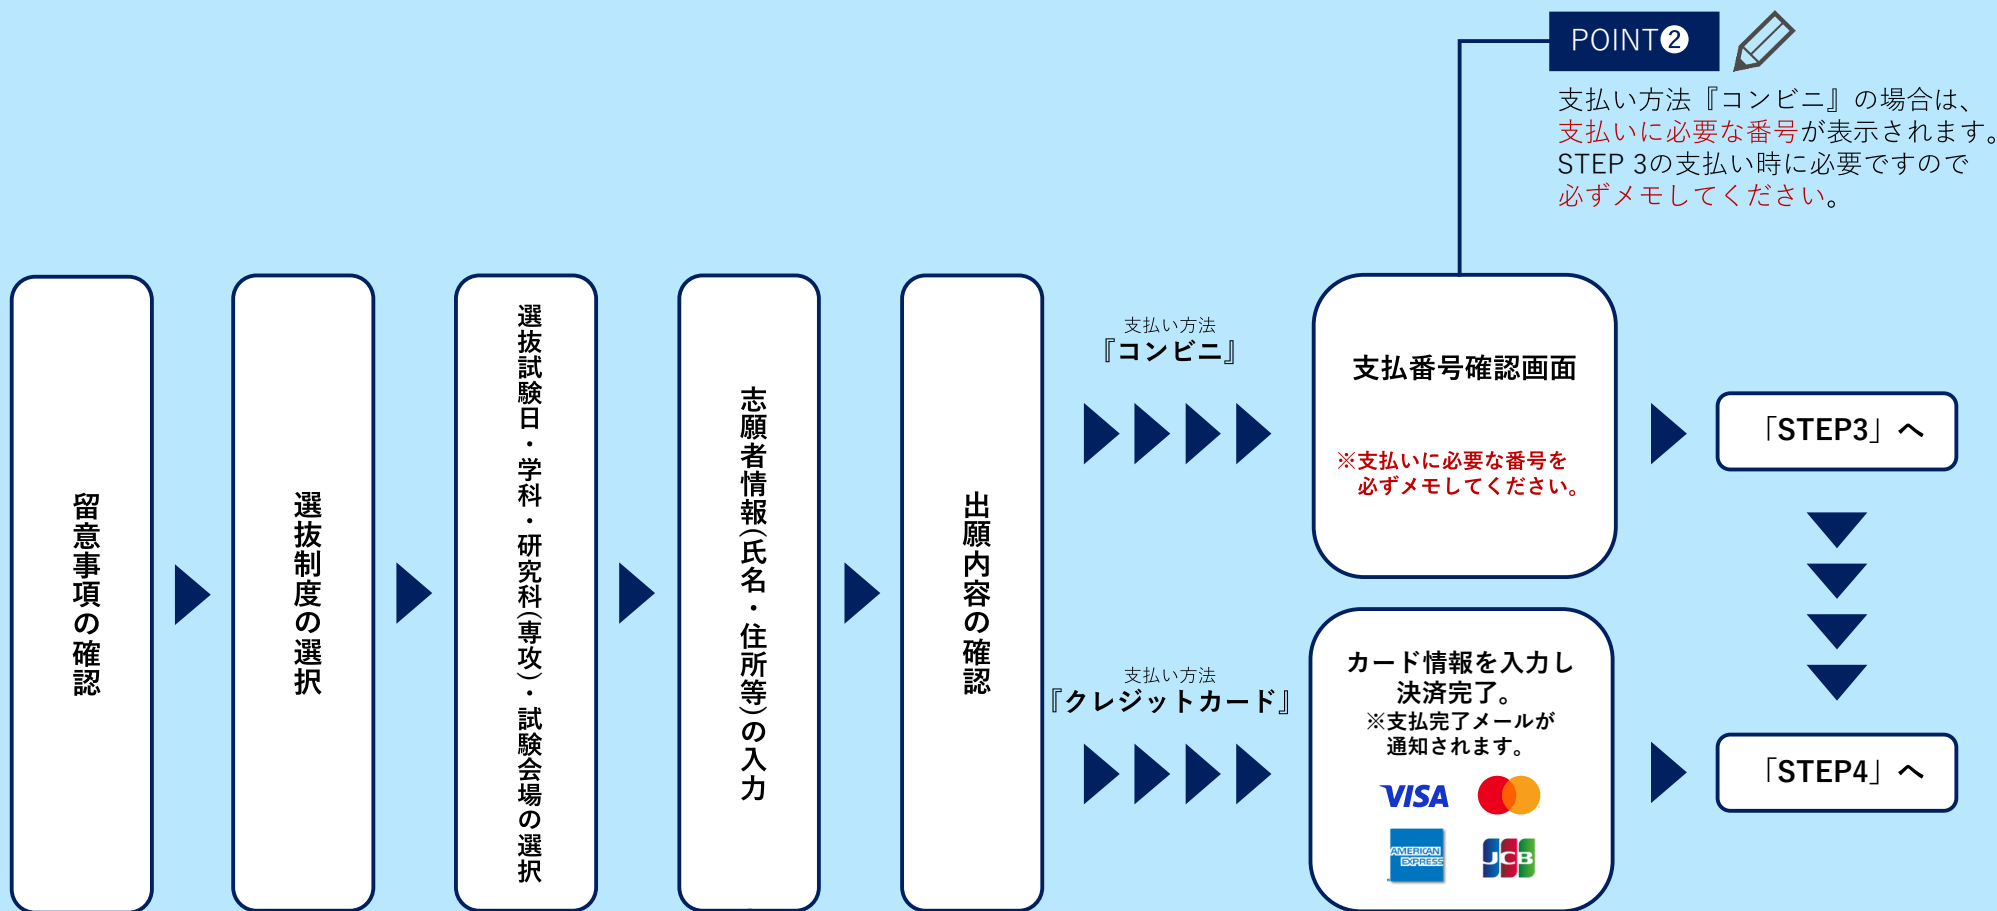 POINT❷
支払い方法『コンビニ』の場合は、
支払いに必要な番号が表示されます。
STEP 3の支払い時に必要ですので
必ずメモしてください。
留意事項の確認
選抜制度の選択
選抜試験日・学科・研究科(専攻)・試験会場の選択
志願者情報(氏名・住所等)の入力
出願内容の確認
支払い方法
『コンビニ』
支払番号確認画面
※支払いに必要な番号を
必ずメモしてください。
「STEP3」へ
支払い方法
『クレジットカード』
カード情報を入力し
決済完了。
※支払完了メールが
通知されます。
VISA
AMERICAN
EXPRESS
JCB
「STEP4」へ